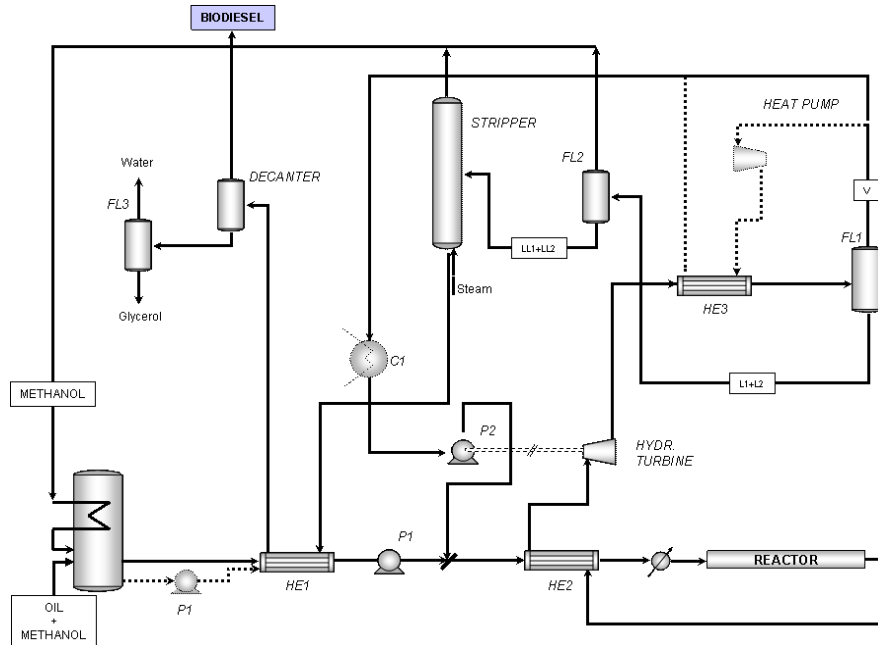 BIODIESEL
HEAT PUMP
STRIPPER
Water
FL2
DECANTER
FL3
V
FL1
LL1+LL2
Steam
HE3
Glycerol
C1
L1+L2
METHANOL
P2
HYDR.
TURBINE
P1
REACTOR
HE1
HE2
P1
OIL
+
METHANOL